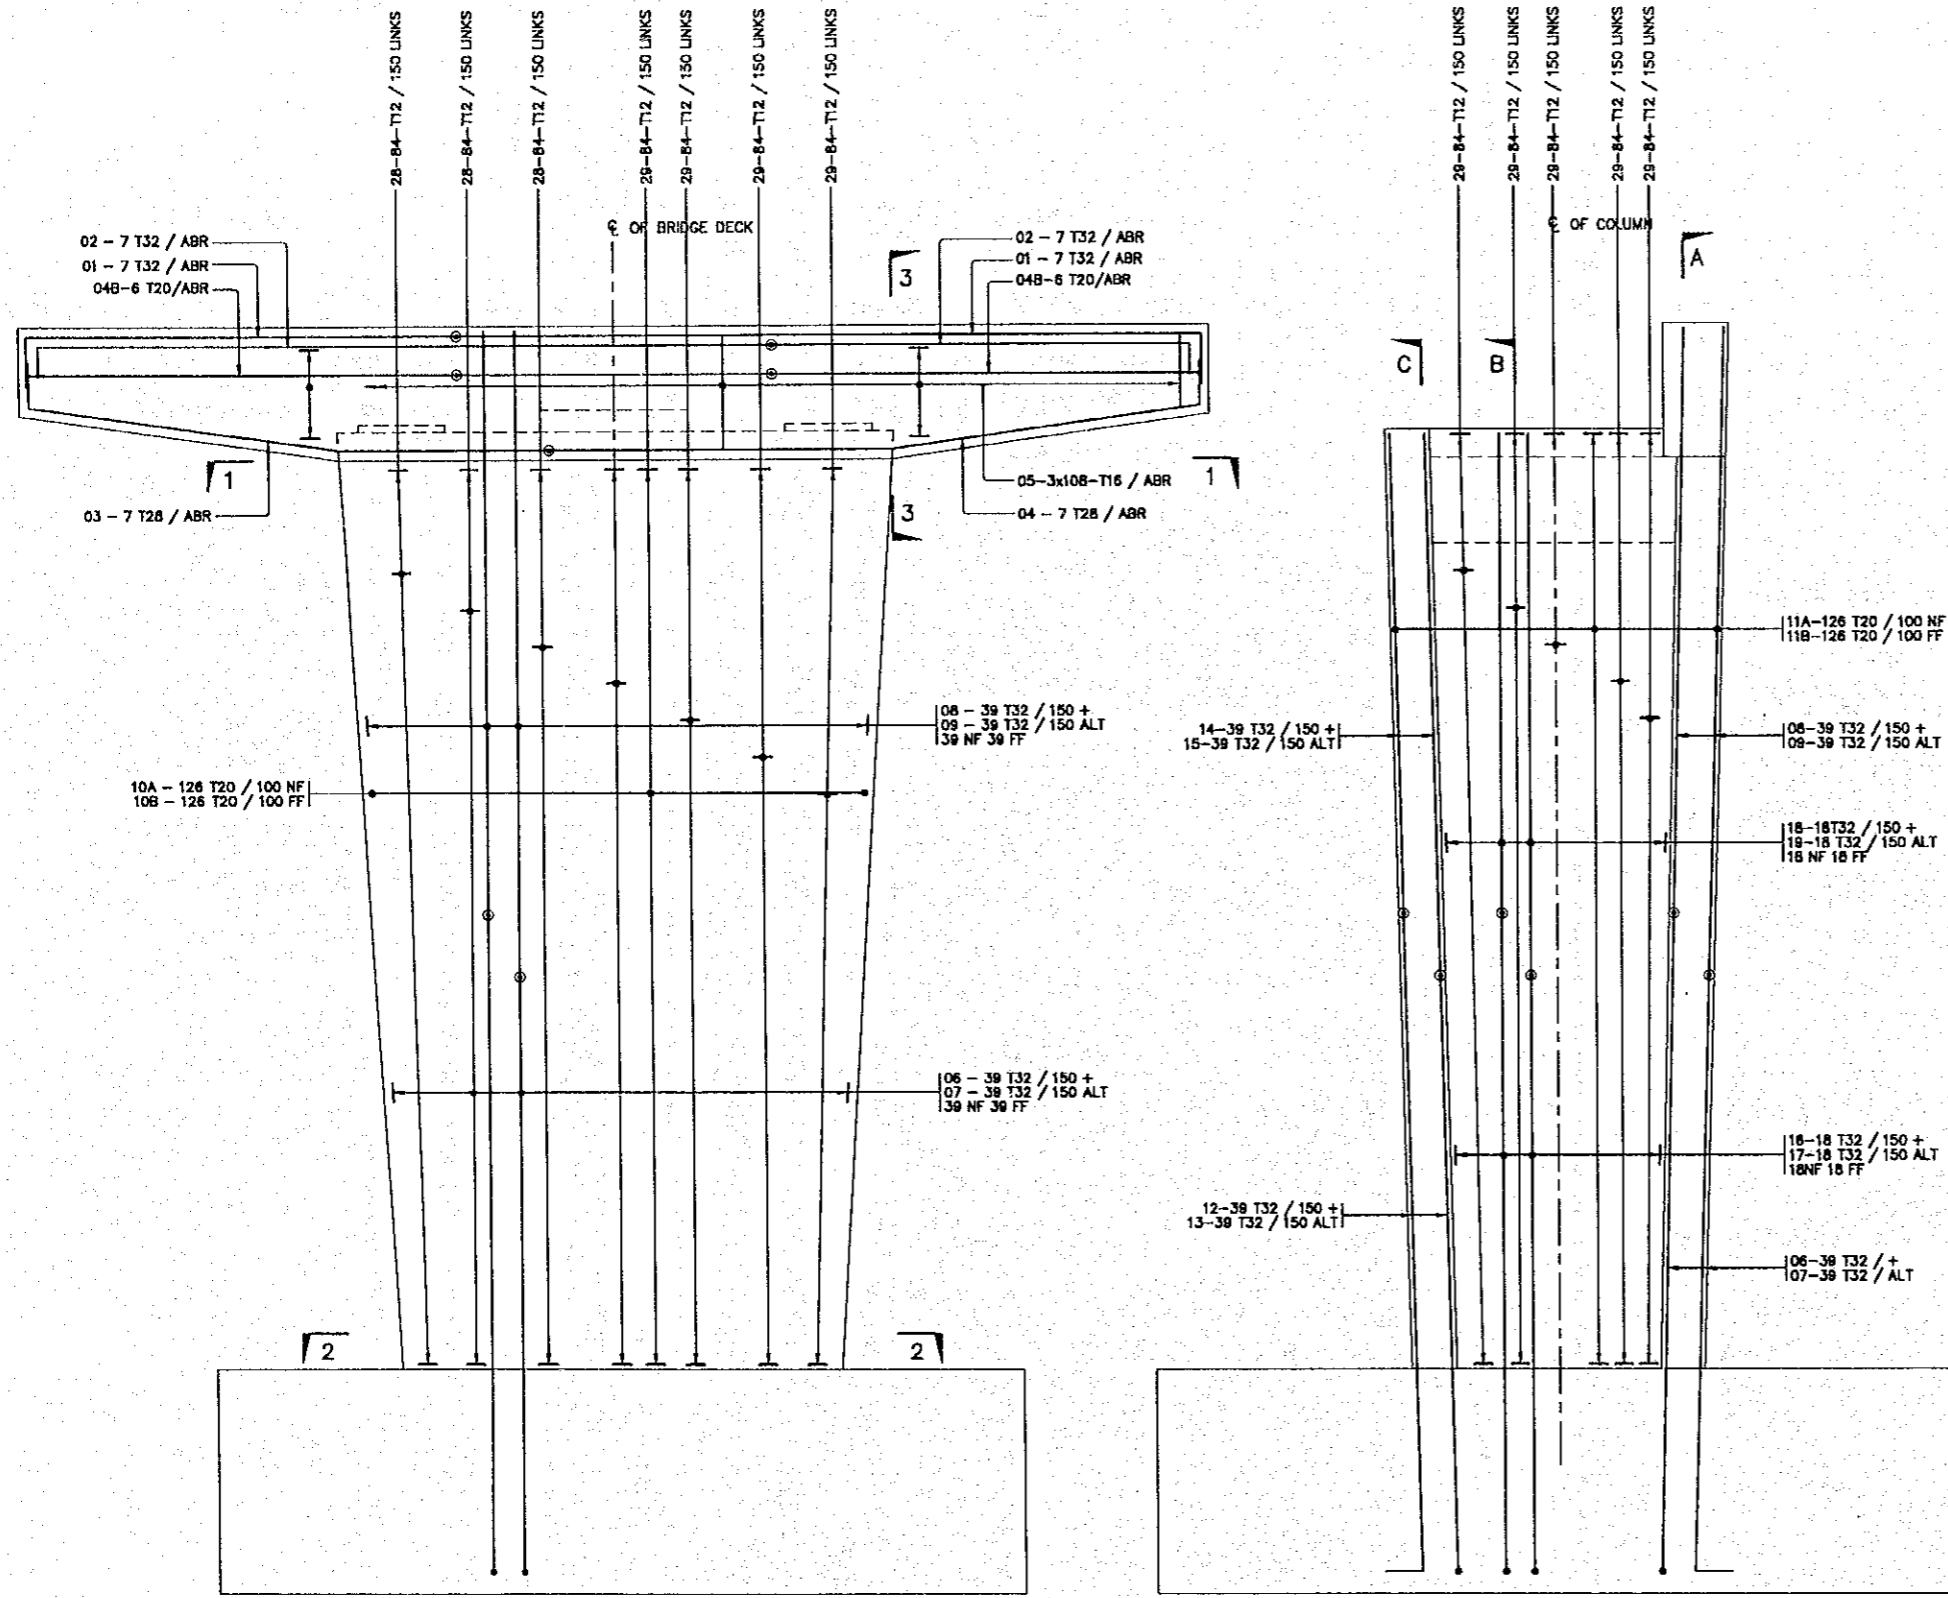 28-84-T12 / 150 LINKS
28-84-T12 / 150 LINKS
28-84-T12 / 150 LINKS
29-84-T12 / 150 LINKS
29-84-T12 / 150 LINKS
29-84-T12 / 150 LINKS
29-84-T12 / 150 LINKS
29-84-T12 / 150 LINKS
29-84-T12 / 150 LINKS
29-84-T12 / 150 LINKS
29-84-T12 / 150 LINKS
29-84-T12 / 150 LINKS
℄ OF BRIDGE DECK
02 - 7 T32 / ABR
01 - 7 T32 / ABR
04B-6 T20/ABR
02 - 7 T32 / ABR
01 - 7 T32 / ABR
04B-6 T20/ABR
3
1
1
03 - 7 T28 / ABR
05-3x108-T16 / ABR
04 - 7 T28 / ABR
3
08 - 39 T32 / 150 +
09 - 39 T32 / 150 ALT
39 NF 39 FF
10A - 126 T20 / 100 NF
10B - 126 T20 / 100 FF
06 - 39 T32 / 150 +
07 - 39 T32 / 150 ALT
39 NF 39 FF
2
2
℄ OF COLUMN
A
C
B
11A-126 T20 / 100 NF
11B-126 T20 / 100 FF
14-39 T32 / 150 +
15-39 T32 / 150 ALT
08-39 T32 / 150 +
09-39 T32 / 150 ALT
18-18T32 / 150 +
19-18 T32 / 150 ALT
18 NF 18 FF
16-18 T32 / 150 +
17-18 T32 / 150 ALT
18NF 18 FF
12-39 T32 / 150 +
13-39 T32 / 150 ALT
06-39 T32 / +
07-39 T32 / ALT